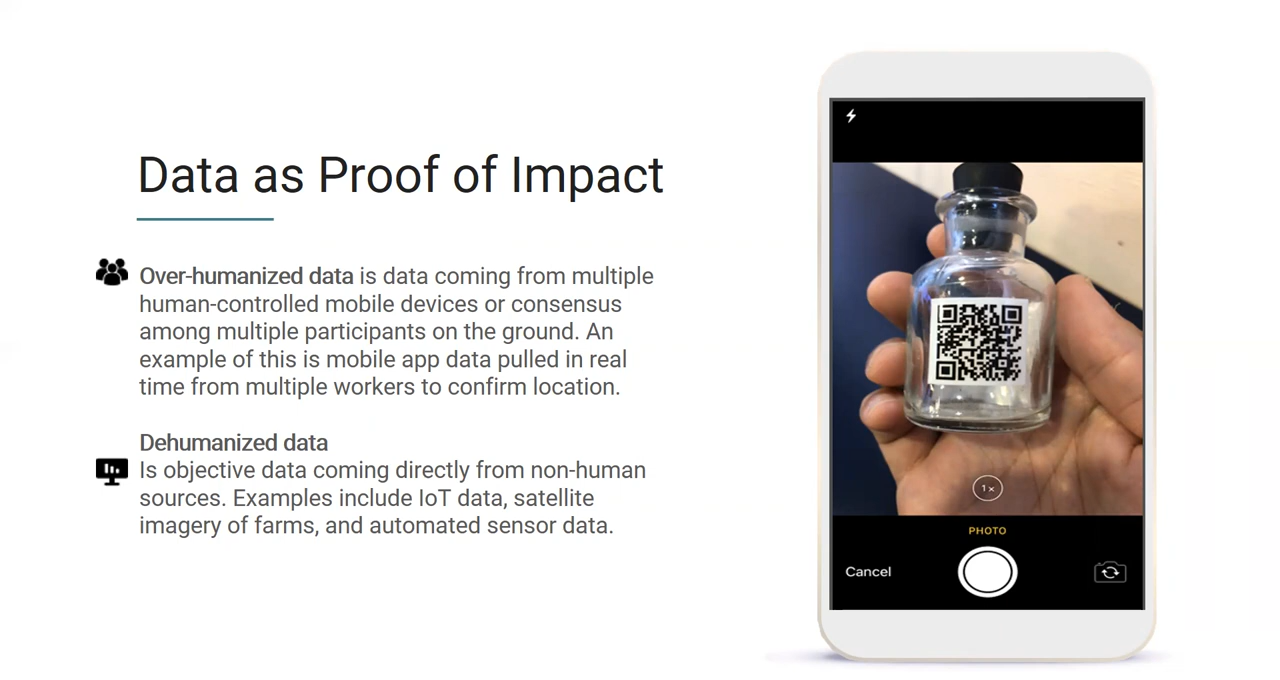 Data as Proof of Impact
Over-humanized data is data coming from multiple
human-controlled mobile devices or consensus
among multiple participants on the ground. An
example of this is mobile app data pulled in real
time from multiple workers to confirm location.
Dehumanized data
Is objective data coming directly from non-human
sources. Examples include IoT data, satellite
imagery of farms, and automated sensor data.
1×
PHOTO
Cancel